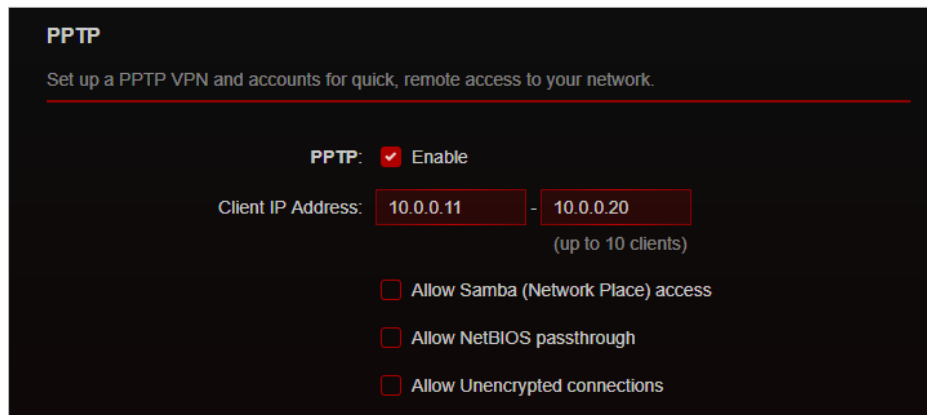 PPTP
Set up a PPTP VPN and accounts for quick, remote access to your network.
PPTP: Enable
Client IP Address: 10.0.0.11 - 10.0.0.20
(up to 10 clients)
Allow Samba (Network Place) access
Allow NetBIOS passthrough
Allow Unencrypted connections